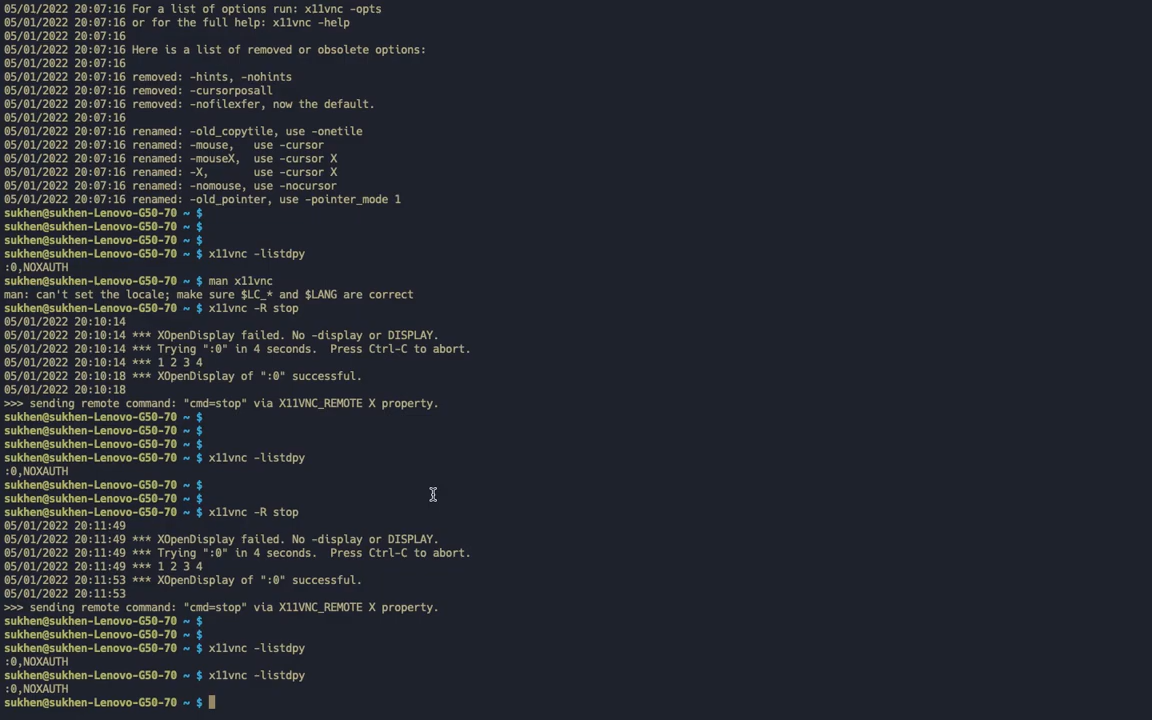 05/01/2022 20:07:16 For a list of options run: x11vnc -opts
05/01/2022 20:07:16 or for the full help: x11vnc -help
05/01/2022 20:07:16
05/01/2022 20:07:16 Here is a list of removed or obsolete options:
05/01/2022 20:07:16
05/01/2022 20:07:16 removed: -hints, -nohints
05/01/2022 20:07:16 removed: -cursorposall
05/01/2022 20:07:16 removed: -nofilexfer, now the default.
05/01/2022 20:07:16
05/01/2022 20:07:16 renamed: -old_copytile, use -onetile
05/01/2022 20:07:16 renamed: -mouse,   use -cursor
05/01/2022 20:07:16 renamed: -mouseX,  use -cursor X
05/01/2022 20:07:16 renamed: -X,       use -cursor X
05/01/2022 20:07:16 renamed: -nomouse, use -nocursor
05/01/2022 20:07:16 renamed: -old_pointer, use -pointer_mode 1
sukhen@sukhen-Lenovo-G50-70 ~ $
sukhen@sukhen-Lenovo-G50-70 ~ $
sukhen@sukhen-Lenovo-G50-70 ~ $
sukhen@sukhen-Lenovo-G50-70 ~ $ x11vnc -listdpy
:0,NOXAUTH
sukhen@sukhen-Lenovo-G50-70 ~ $ man x11vnc
man: can't set the locale; make sure $LC_* and $LANG are correct
sukhen@sukhen-Lenovo-G50-70 ~ $ x11vnc -R stop
05/01/2022 20:10:14
05/01/2022 20:10:14 *** XOpenDisplay failed. No -display or DISPLAY.
05/01/2022 20:10:14 *** Trying ":0" in 4 seconds.  Press Ctrl-C to abort.
05/01/2022 20:10:14 *** 1 2 3 4
05/01/2022 20:10:18 *** XOpenDisplay of ":0" successful.
05/01/2022 20:10:18
>>> sending remote command: "cmd=stop" via X11VNC_REMOTE X property.
sukhen@sukhen-Lenovo-G50-70 ~ $
sukhen@sukhen-Lenovo-G50-70 ~ $
sukhen@sukhen-Lenovo-G50-70 ~ $
sukhen@sukhen-Lenovo-G50-70 ~ $ x11vnc -listdpy
:0,NOXAUTH
sukhen@sukhen-Lenovo-G50-70 ~ $
sukhen@sukhen-Lenovo-G50-70 ~ $
sukhen@sukhen-Lenovo-G50-70 ~ $ x11vnc -R stop
05/01/2022 20:11:49
05/01/2022 20:11:49 *** XOpenDisplay failed. No -display or DISPLAY.
05/01/2022 20:11:49 *** Trying ":0" in 4 seconds.  Press Ctrl-C to abort.
05/01/2022 20:11:49 *** 1 2 3 4
05/01/2022 20:11:53 *** XOpenDisplay of ":0" successful.
05/01/2022 20:11:53
>>> sending remote command: "cmd=stop" via X11VNC_REMOTE X property.
sukhen@sukhen-Lenovo-G50-70 ~ $
sukhen@sukhen-Lenovo-G50-70 ~ $
sukhen@sukhen-Lenovo-G50-70 ~ $ x11vnc -listdpy
:0,NOXAUTH
sukhen@sukhen-Lenovo-G50-70 ~ $ x11vnc -listdpy
:0,NOXAUTH
sukhen@sukhen-Lenovo-G50-70 ~ $